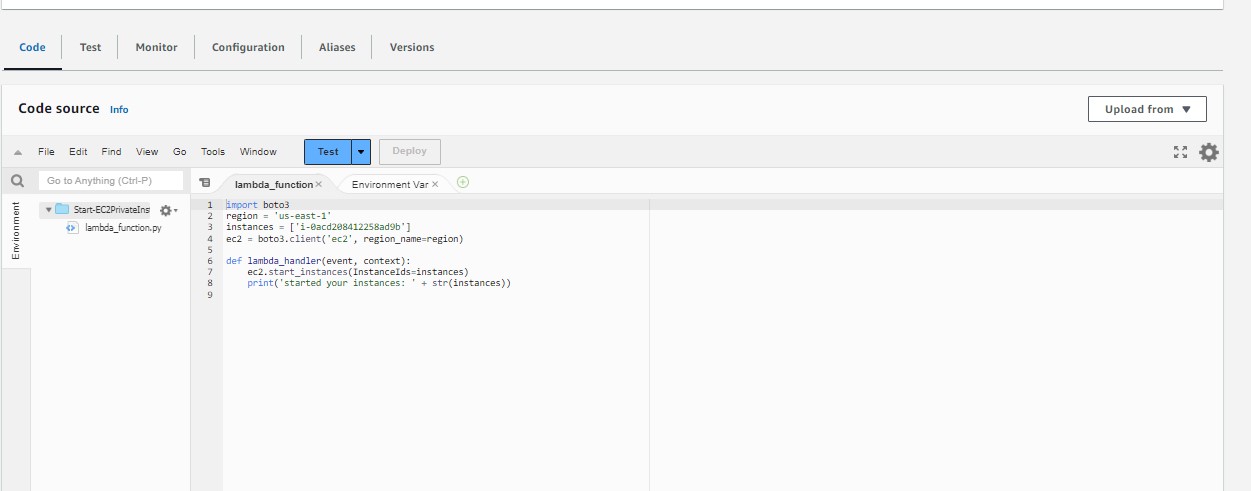 Code Test Monitor Configuration Aliases Versions
Code source Info
Upload from
File Edit Find View Go Tools Window Test Deploy
Go to Anything (Ctrl-P)
lambda_function Environment Var
Environment
Start-EC2PrivateIns
lambda_function.py
1 import boto3
2 region = 'us-east-1'
3 instances = ['i-0acd208412258ad9b']
4 ec2 = boto3.client('ec2', region_name=region)
5
6 def lambda_handler(event, context):
7 ec2.start_instances(InstanceIds=instances)
8 print('started your instances: ' + str(instances))
9